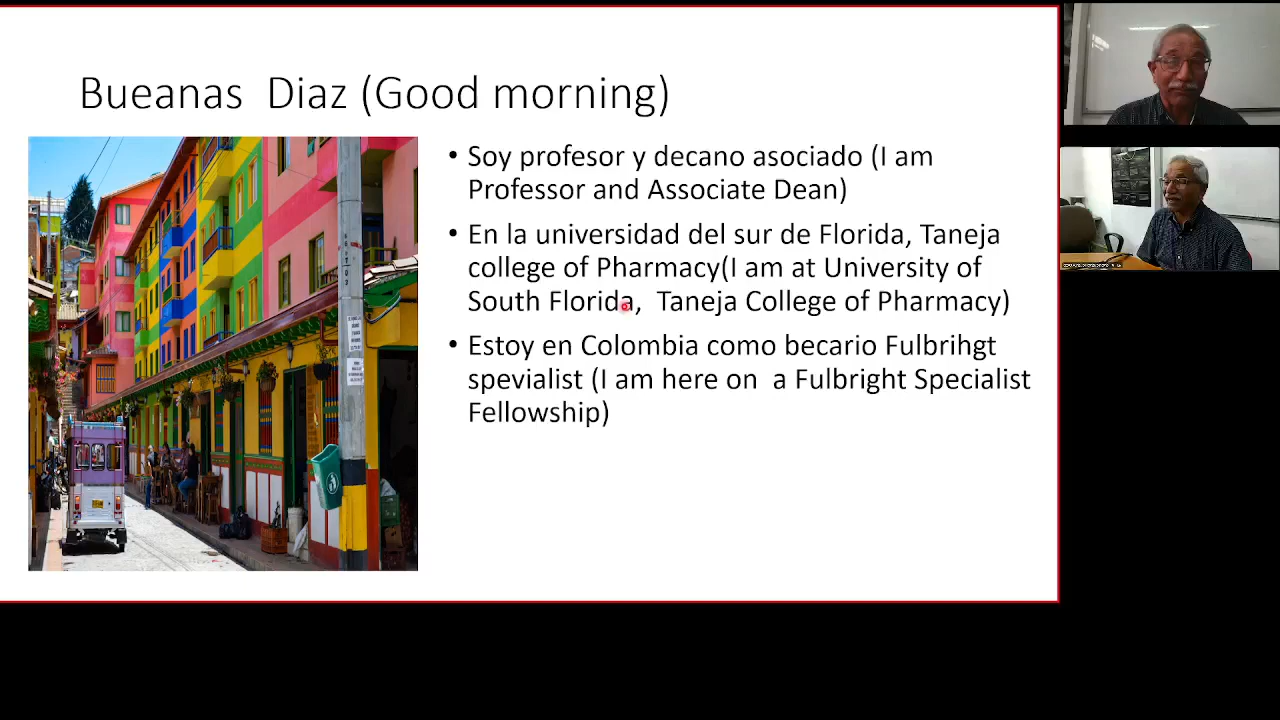 Bueanas Diaz (Good morning)
• Soy profesor y decano asociado (I am
Professor and Associate Dean)
• En la universidad del sur de Florida, Taneja
college of Pharmacy(I am at University of
South Florida, Taneja College of Pharmacy)
• Estoy en Colombia como becario Fulbrihgt
spevialist (I am here on a Fulbright Specialist
Fellowship)